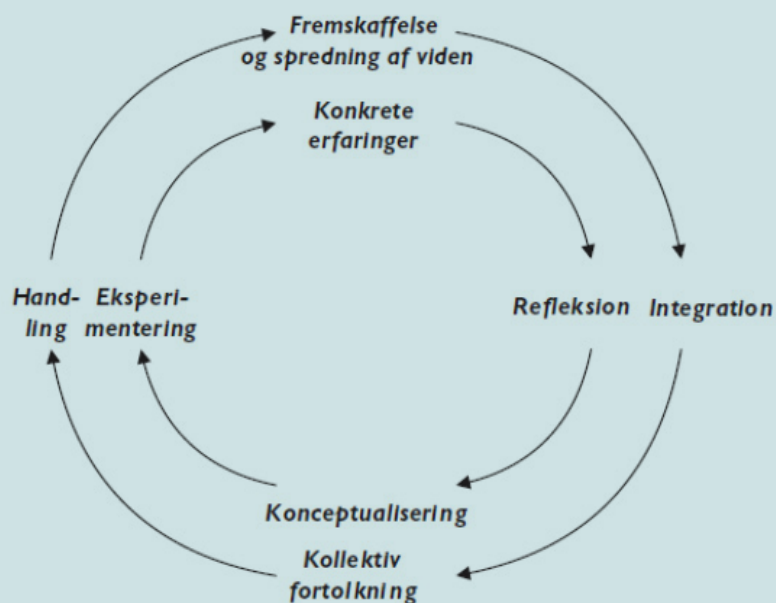 Fremskaffelse
og spredning af viden
Konkrete
erfaringer
Hand-
ling
Eksperi-
mentering
Refleksion
Integration
Konceptualisering
Kollektiv
fortolkning